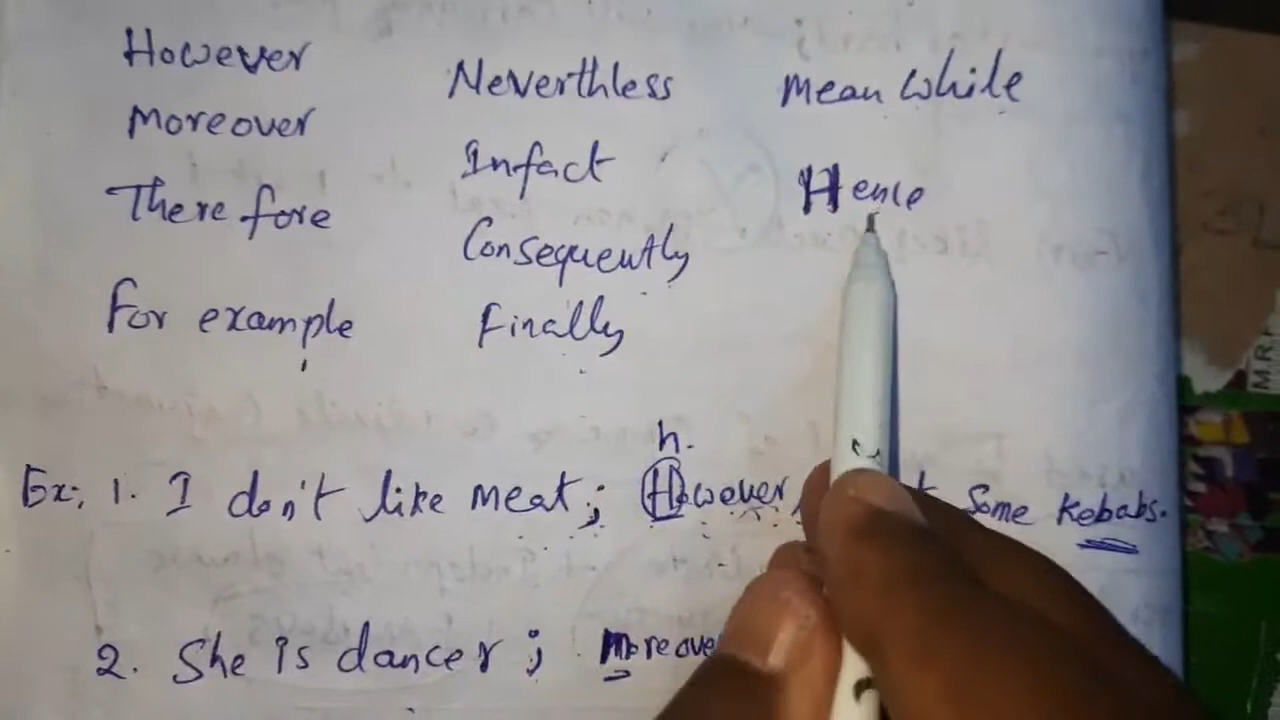 However
Moreover
There fore
For example
Neverthless
Infact
Consequently
Finally
Mean while
Hence
Ex:, 1. I don't like meat; However, some kebabs.
h.
2. She is dancer; moreover
M.R.